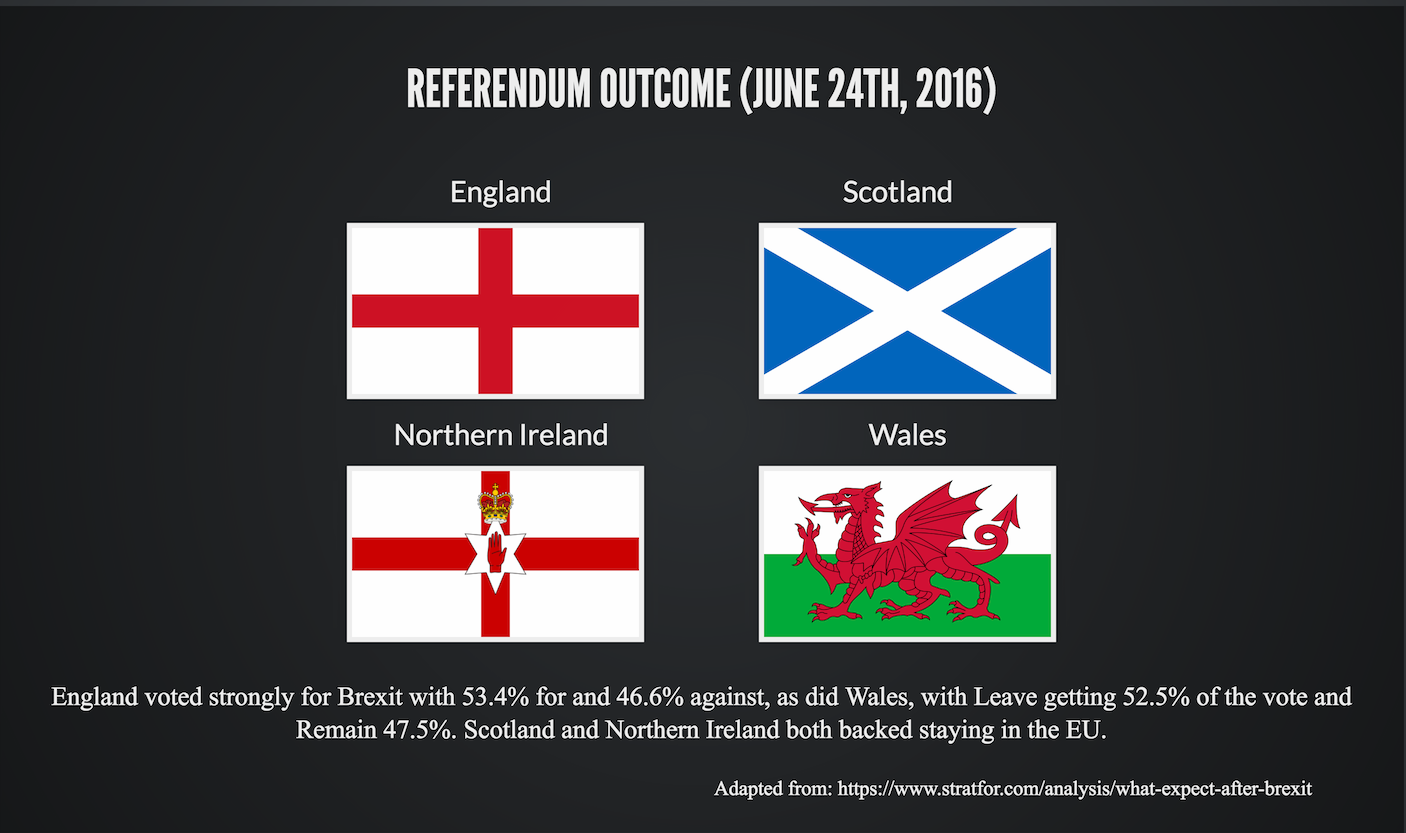 REFERENDUM OUTCOME (JUNE 24TH, 2016)
England
Scotland
Northern Ireland
Wales
England voted strongly for Brexit with 53.4% for and 46.6% against, as did Wales, with Leave getting 52.5% of the vote and
Remain 47.5%. Scotland and Northern Ireland both backed staying in the EU.
Adapted from: https://www.stratfor.com/analysis/what-expect-after-brexit